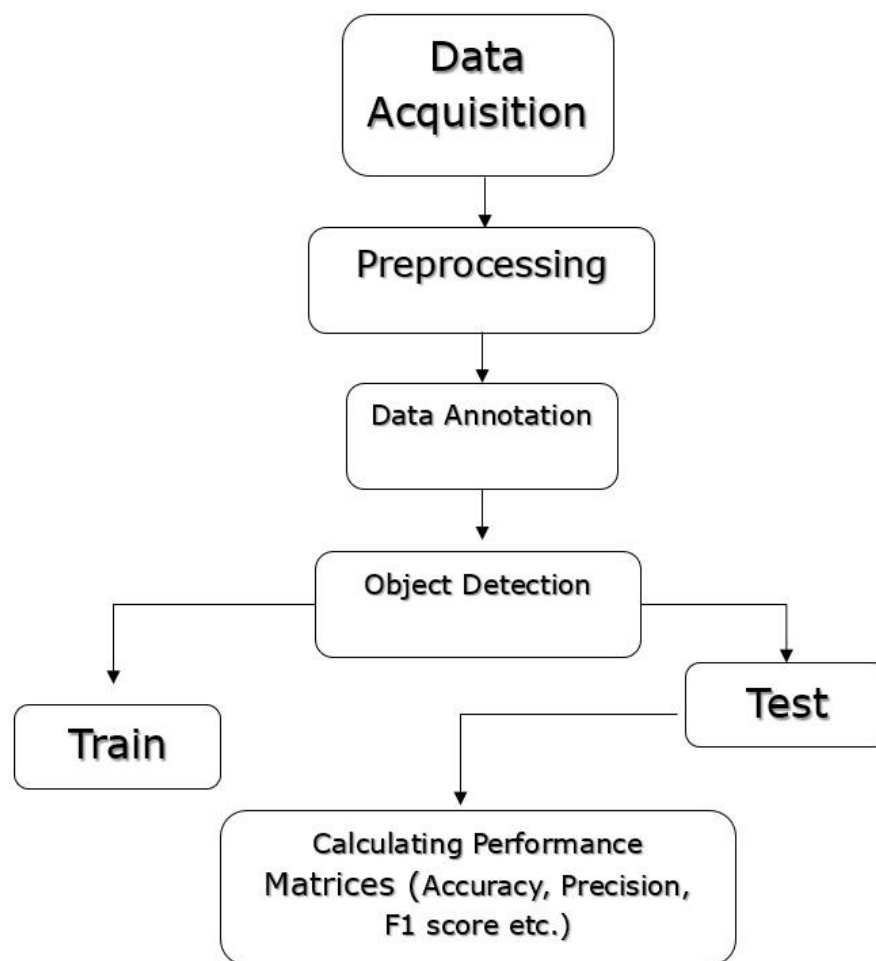 Data
Acquisition
Preprocessing
Data Annotation
Object Detection
Train
Test
Calculating Performance
Matrices (Accuracy, Precision,
F1 score etc.)